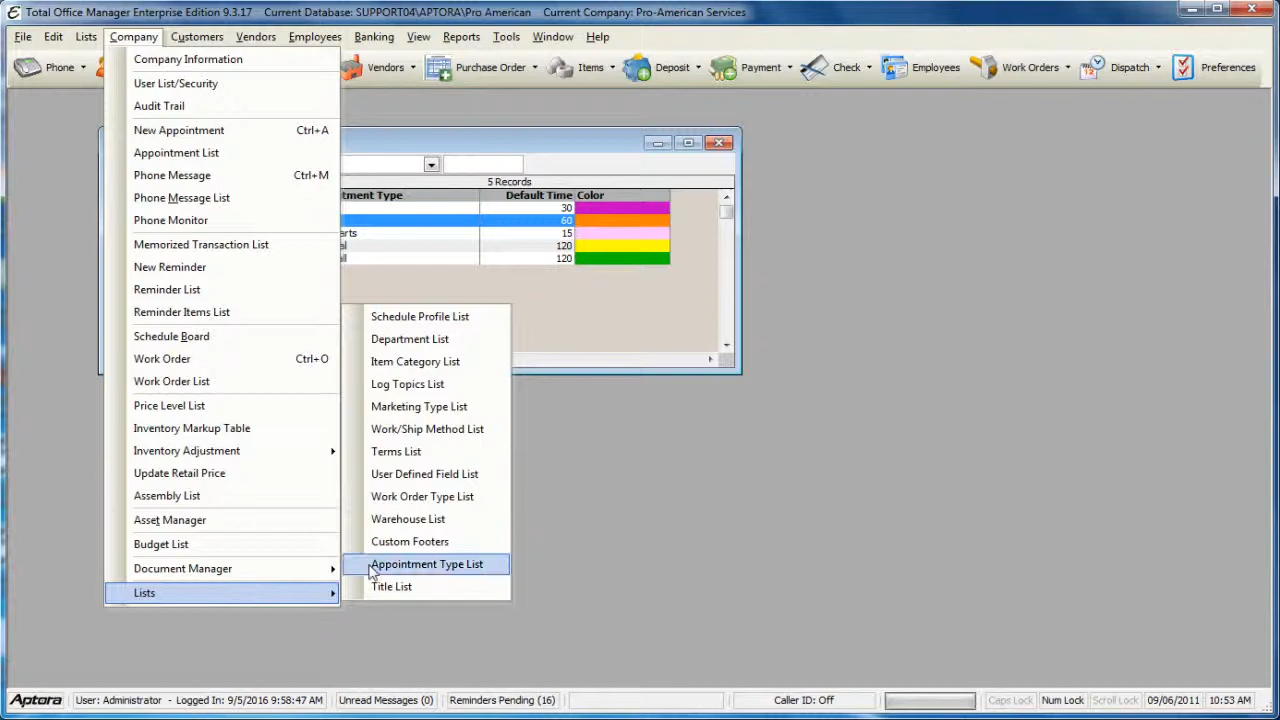 Total Office Manager Enterprise Edition 9.3.17    Current Database: SUPPORT04\APTORA\Pro American    Current Company: Pro-American Services
File Edit Lists Company Customers Vendors Employees Banking View Reports Tools Window Help
Phone Vendor Purchase Order Items Deposit Payment Check Employees Work Orders Dispatch Preferences
Company Information
User List/Security
Audit Trail
New Appointment Ctrl+A
Appointment List
Phone Message Ctrl+M
Phone Message List
Phone Monitor
Memorized Transaction List
New Reminder
Reminder List
Reminder Items List
Schedule Board
Work Order Ctrl+O
Work Order List
Price Level List
Inventory Markup Table
Inventory Adjustment
Update Retail Price
Assembly List
Asset Manager
Budget List
Document Manager
Lists
5 Records
tment Type Default Time Color
30
60
arts 15
al 120
all 120
Schedule Profile List
Department List
Item Category List
Log Topics List
Marketing Type List
Work/Ship Method List
Terms List
User Defined Field List
Work Order Type List
Warehouse List
Custom Footers
Appointment Type List
Title List
Aptora User: Administrator - Logged In: 9/5/2016 9:58:47 AM Unread Messages (0) Reminders Pending (16) Caller ID: Off Caps Lock Num Lock Scroll Lock 09/06/2011 10:53 AM